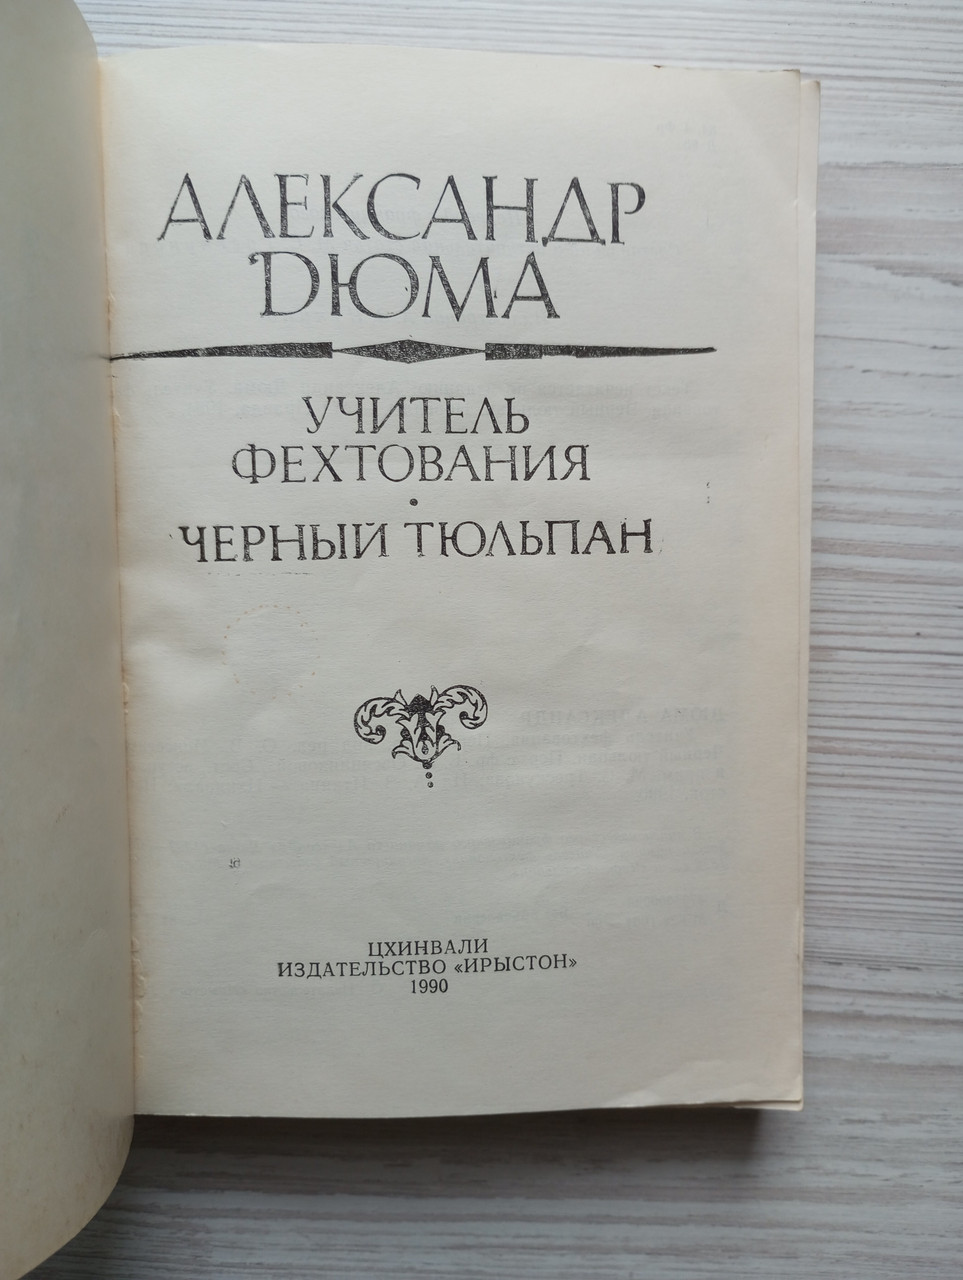 АЛЕКСАНДР
ДЮМА
УЧИТЕЛЬ
ФЕХТОВАНИЯ
•
ЧЕРНЫЙ ТЮЛЬПАН
ЦХИНВАЛИ
ИЗДАТЕЛЬСТВО «ИРЫСТОН»
1990